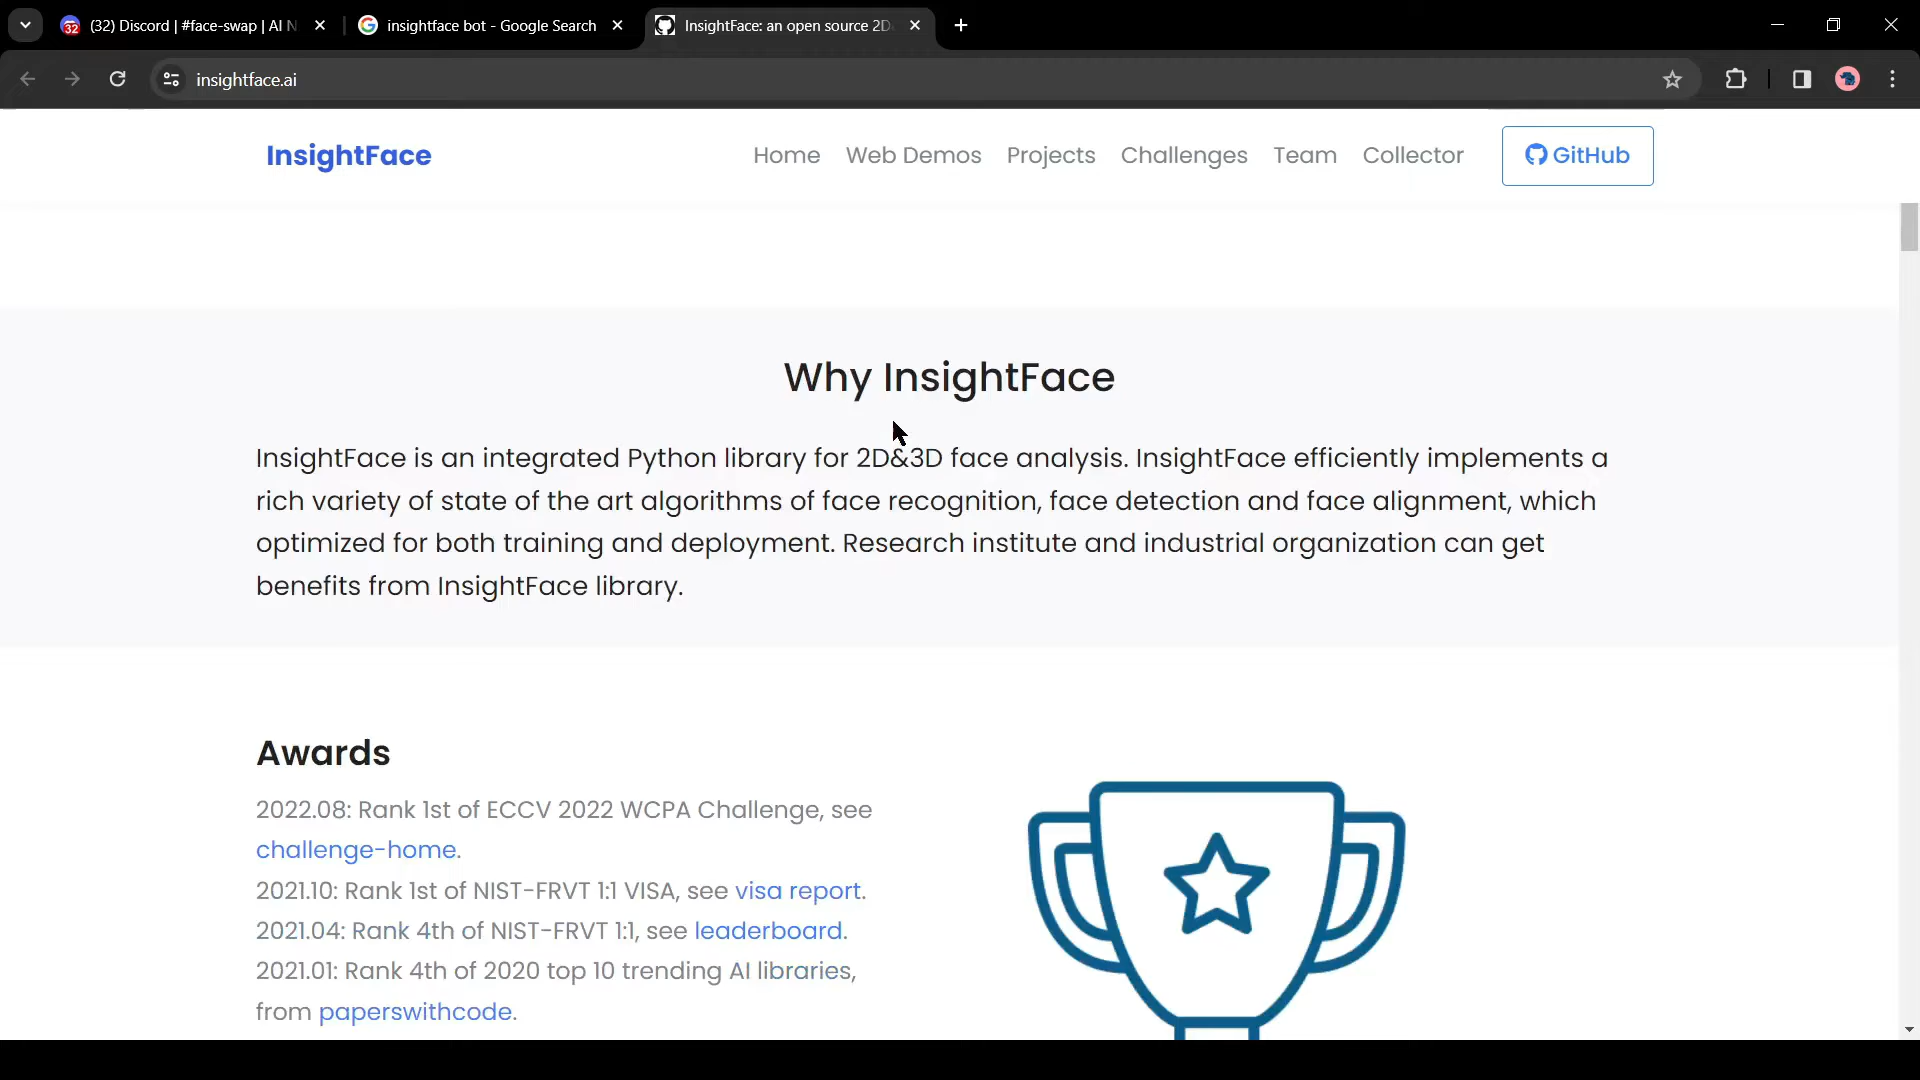 32
(32) Discord | #face-swap | AI N
insightface bot - Google Search
InsightFace: an open source 2D
insightface.ai
InsightFace
Home
Web Demos
Projects
Challenges
Team
Collector
GitHub
Why InsightFace
InsightFace is an integrated Python library for 2D&3D face analysis. InsightFace efficiently implements a
rich variety of state of the art algorithms of face recognition, face detection and face alignment, which
optimized for both training and deployment. Research institute and industrial organization can get
benefits from InsightFace library.
Awards
2022.08: Rank 1st of ECCV 2022 WCPA Challenge, see
challenge-home.
2021.10: Rank 1st of NIST-FRVT 1:1 VISA, see visa report.
2021.04: Rank 4th of NIST-FRVT 1:1, see leaderboard.
2021.01: Rank 4th of 2020 top 10 trending AI libraries,
from paperswithcode.